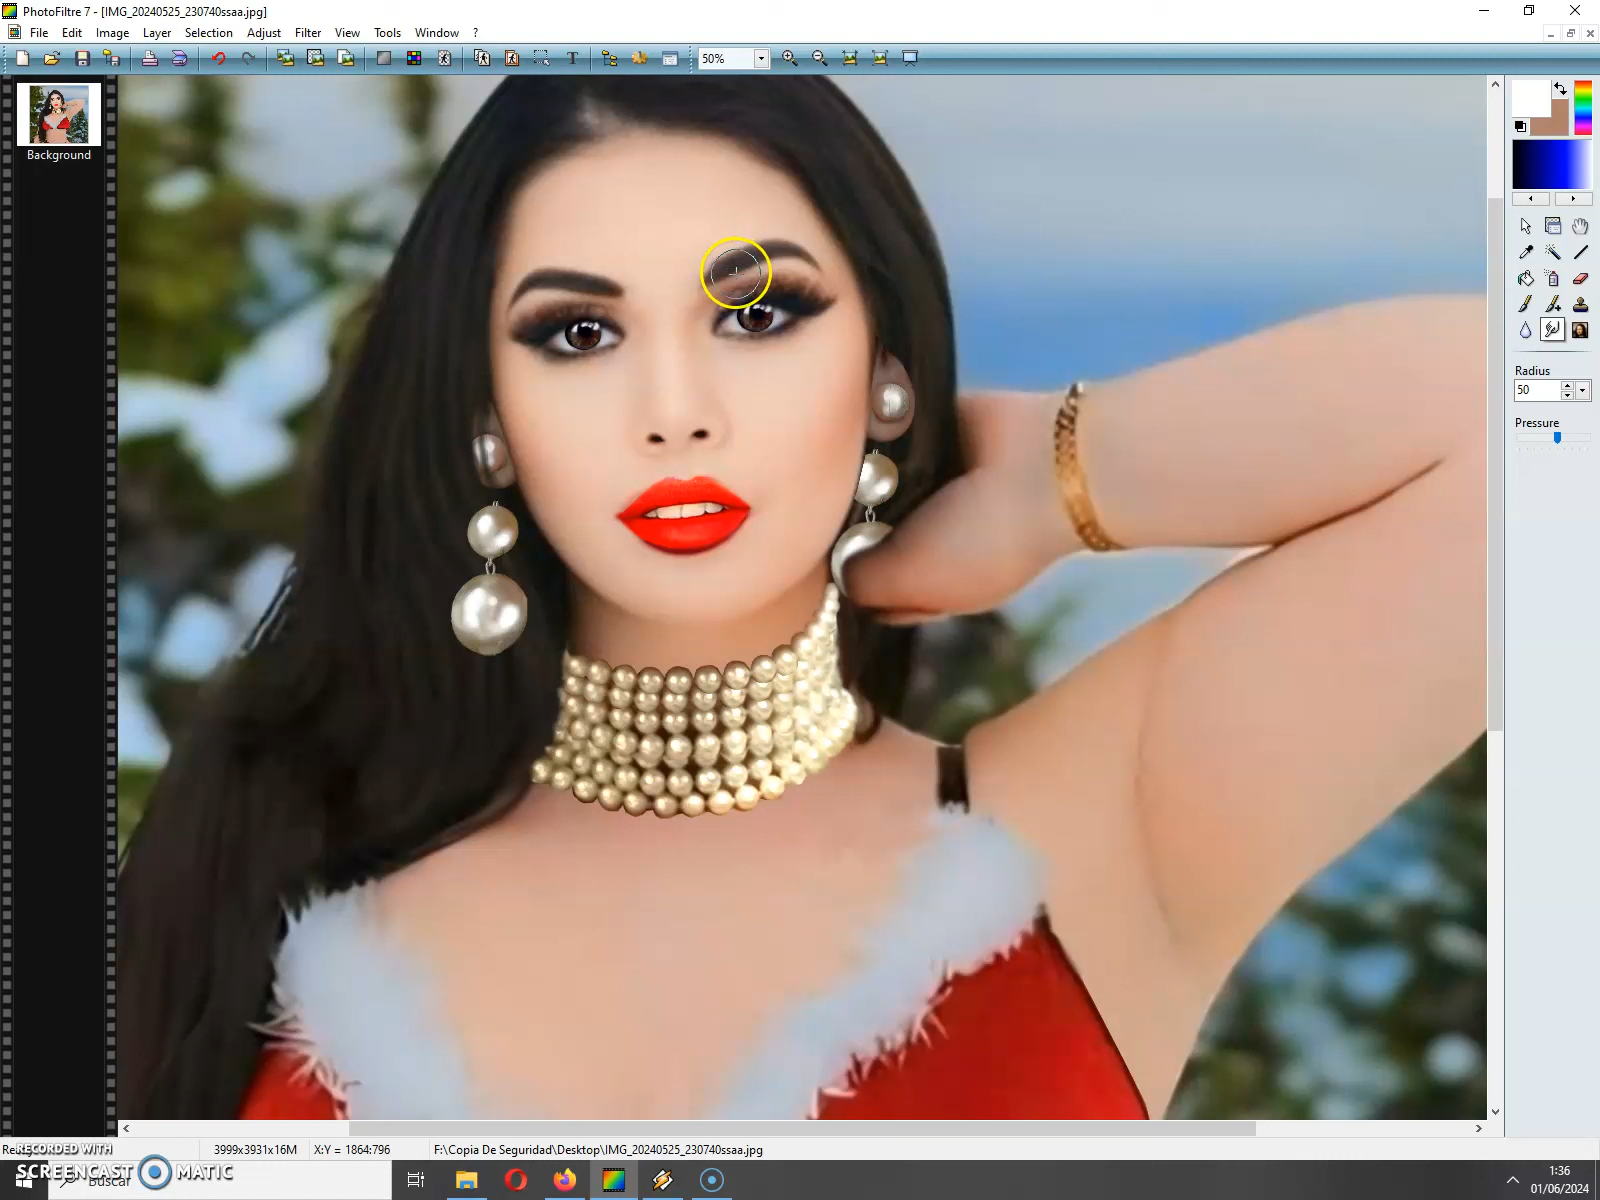 PhotoFiltre 7 - [IMG_20240525_230740ssaa.jpg]
File Edit Image Layer Selection Adjust Filter View Tools Window ?
50%
Background
Radius
50
Pressure
3999x3931x16M X:Y = 1864:796 F:\Copia De Seguridad\Desktop\IMG_20240525_230740ssaa.jpg
RECORDED WITH
SCREENCAST MATIC
Buscar
1:36
01/06/2024